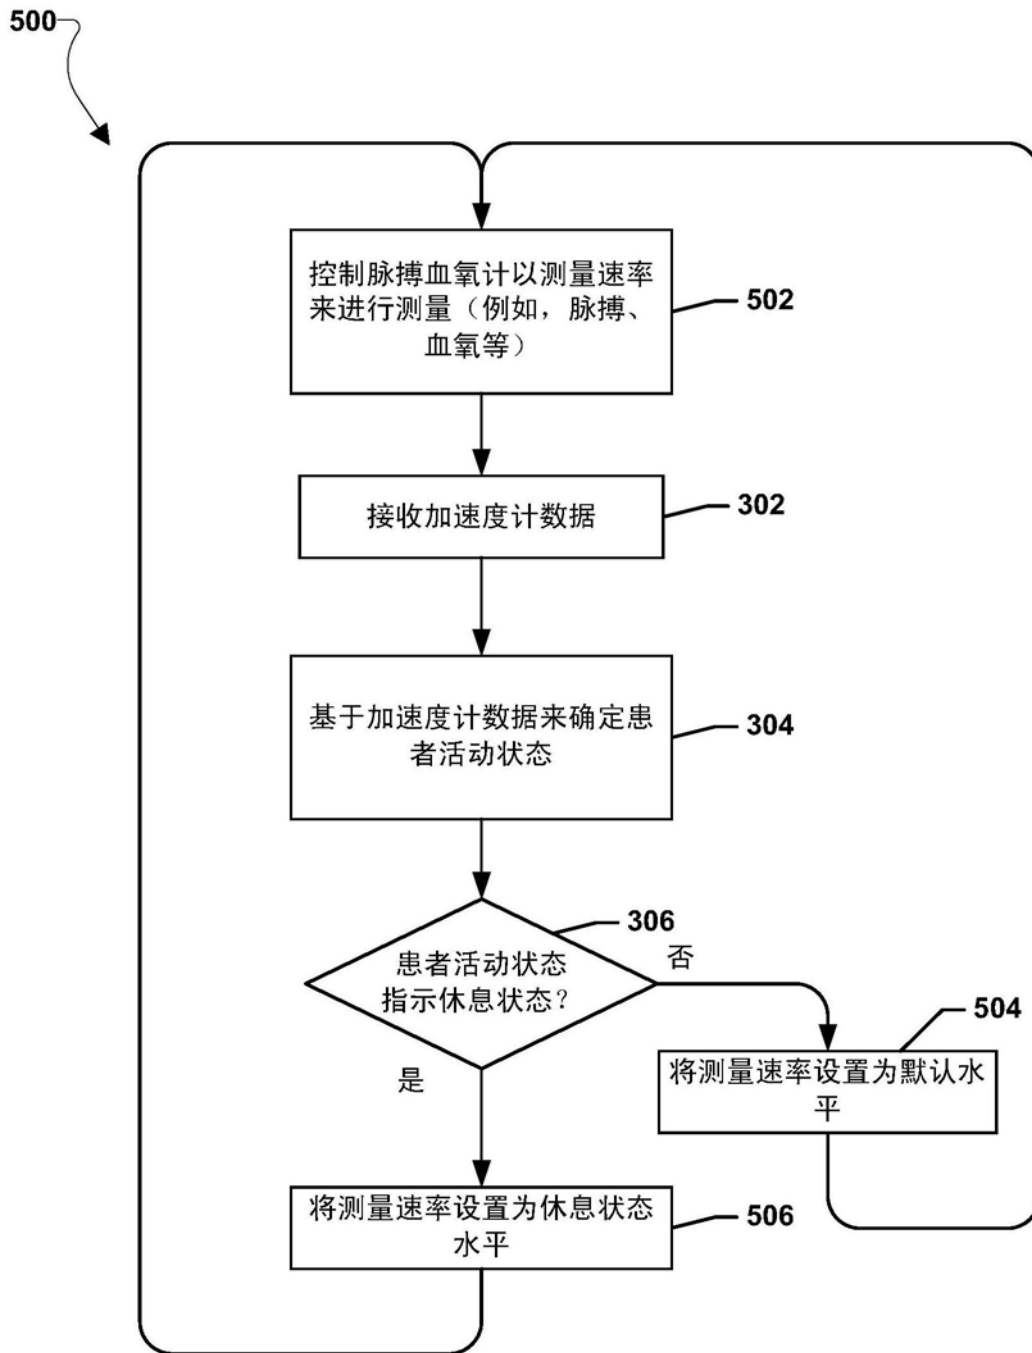 500
控制脉搏血氧计以测量速率
来进行测量（例如，脉搏、
血氧等）
502
接收加速度计数据
302
基于加速度计数据来确定患
者活动状态
304
306
患者活动状态
指示休息状态？
否
是
504
将测量速率设置为默认水
平
将测量速率设置为休息状态
水平
506